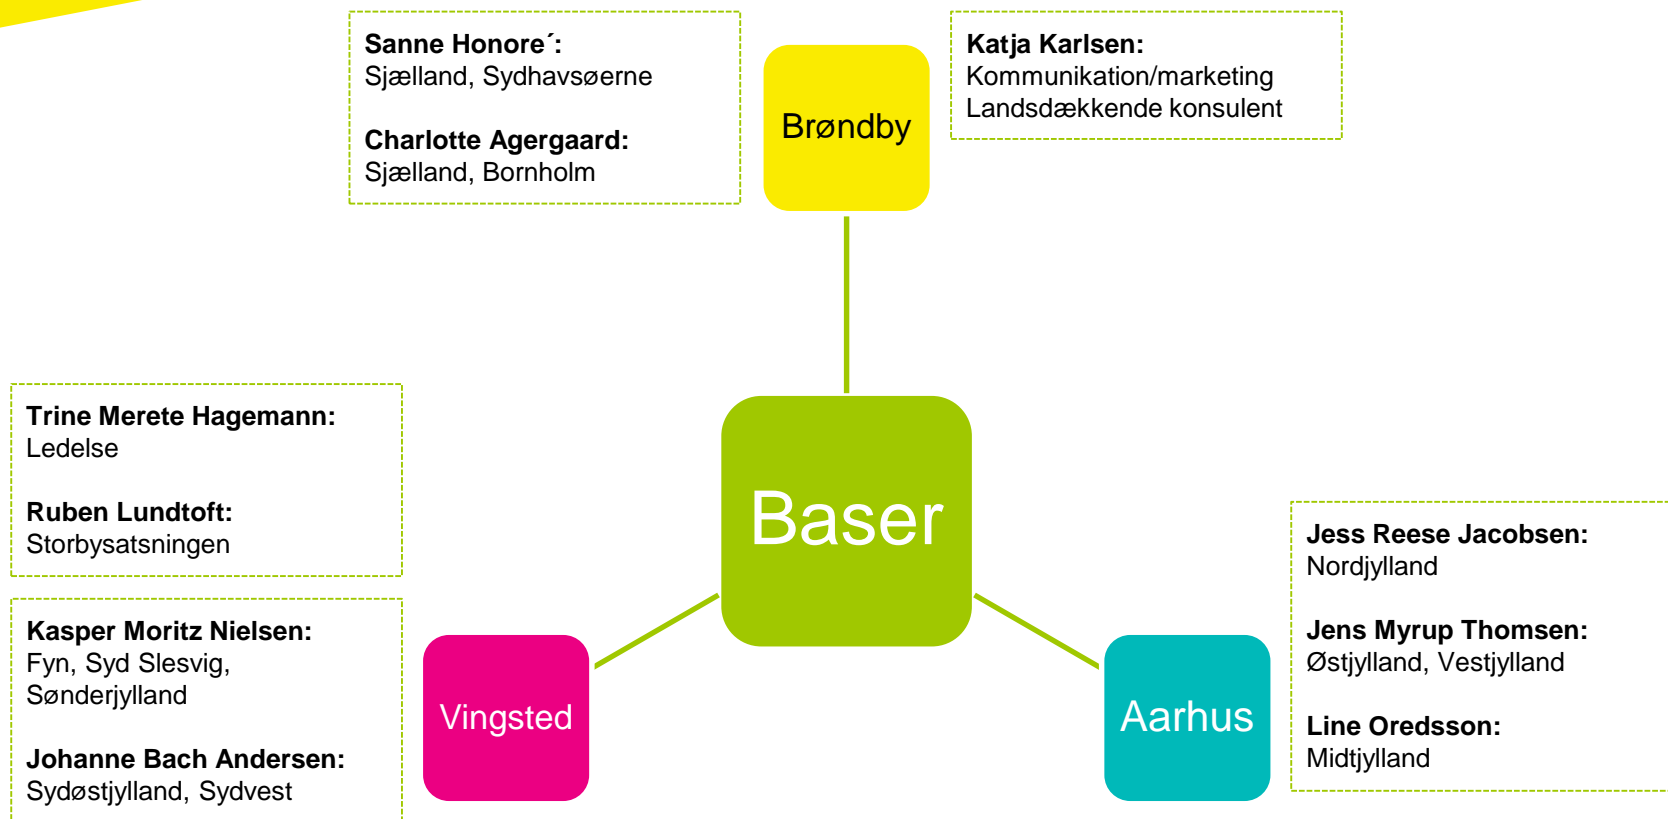 Sanne Honore´:
Sjælland, Sydhavsøerne
Charlotte Agergaard:
Sjælland, Bornholm
Brøndby
Katja Karlsen:
Kommunikation/marketing
Landsdækkende konsulent
Trine Merete Hagemann:
Ledelse
Ruben Lundtoft:
Storbysatsningen
Kasper Moritz Nielsen:
Fyn, Syd Slesvig,
Sønderjylland
Johanne Bach Andersen:
Sydøstjylland, Sydvest
Vingsted
Baser
Aarhus
Jess Reese Jacobsen:
Nordjylland
Jens Myrup Thomsen:
Østjylland, Vestjylland
Line Oredsson:
Midtjylland